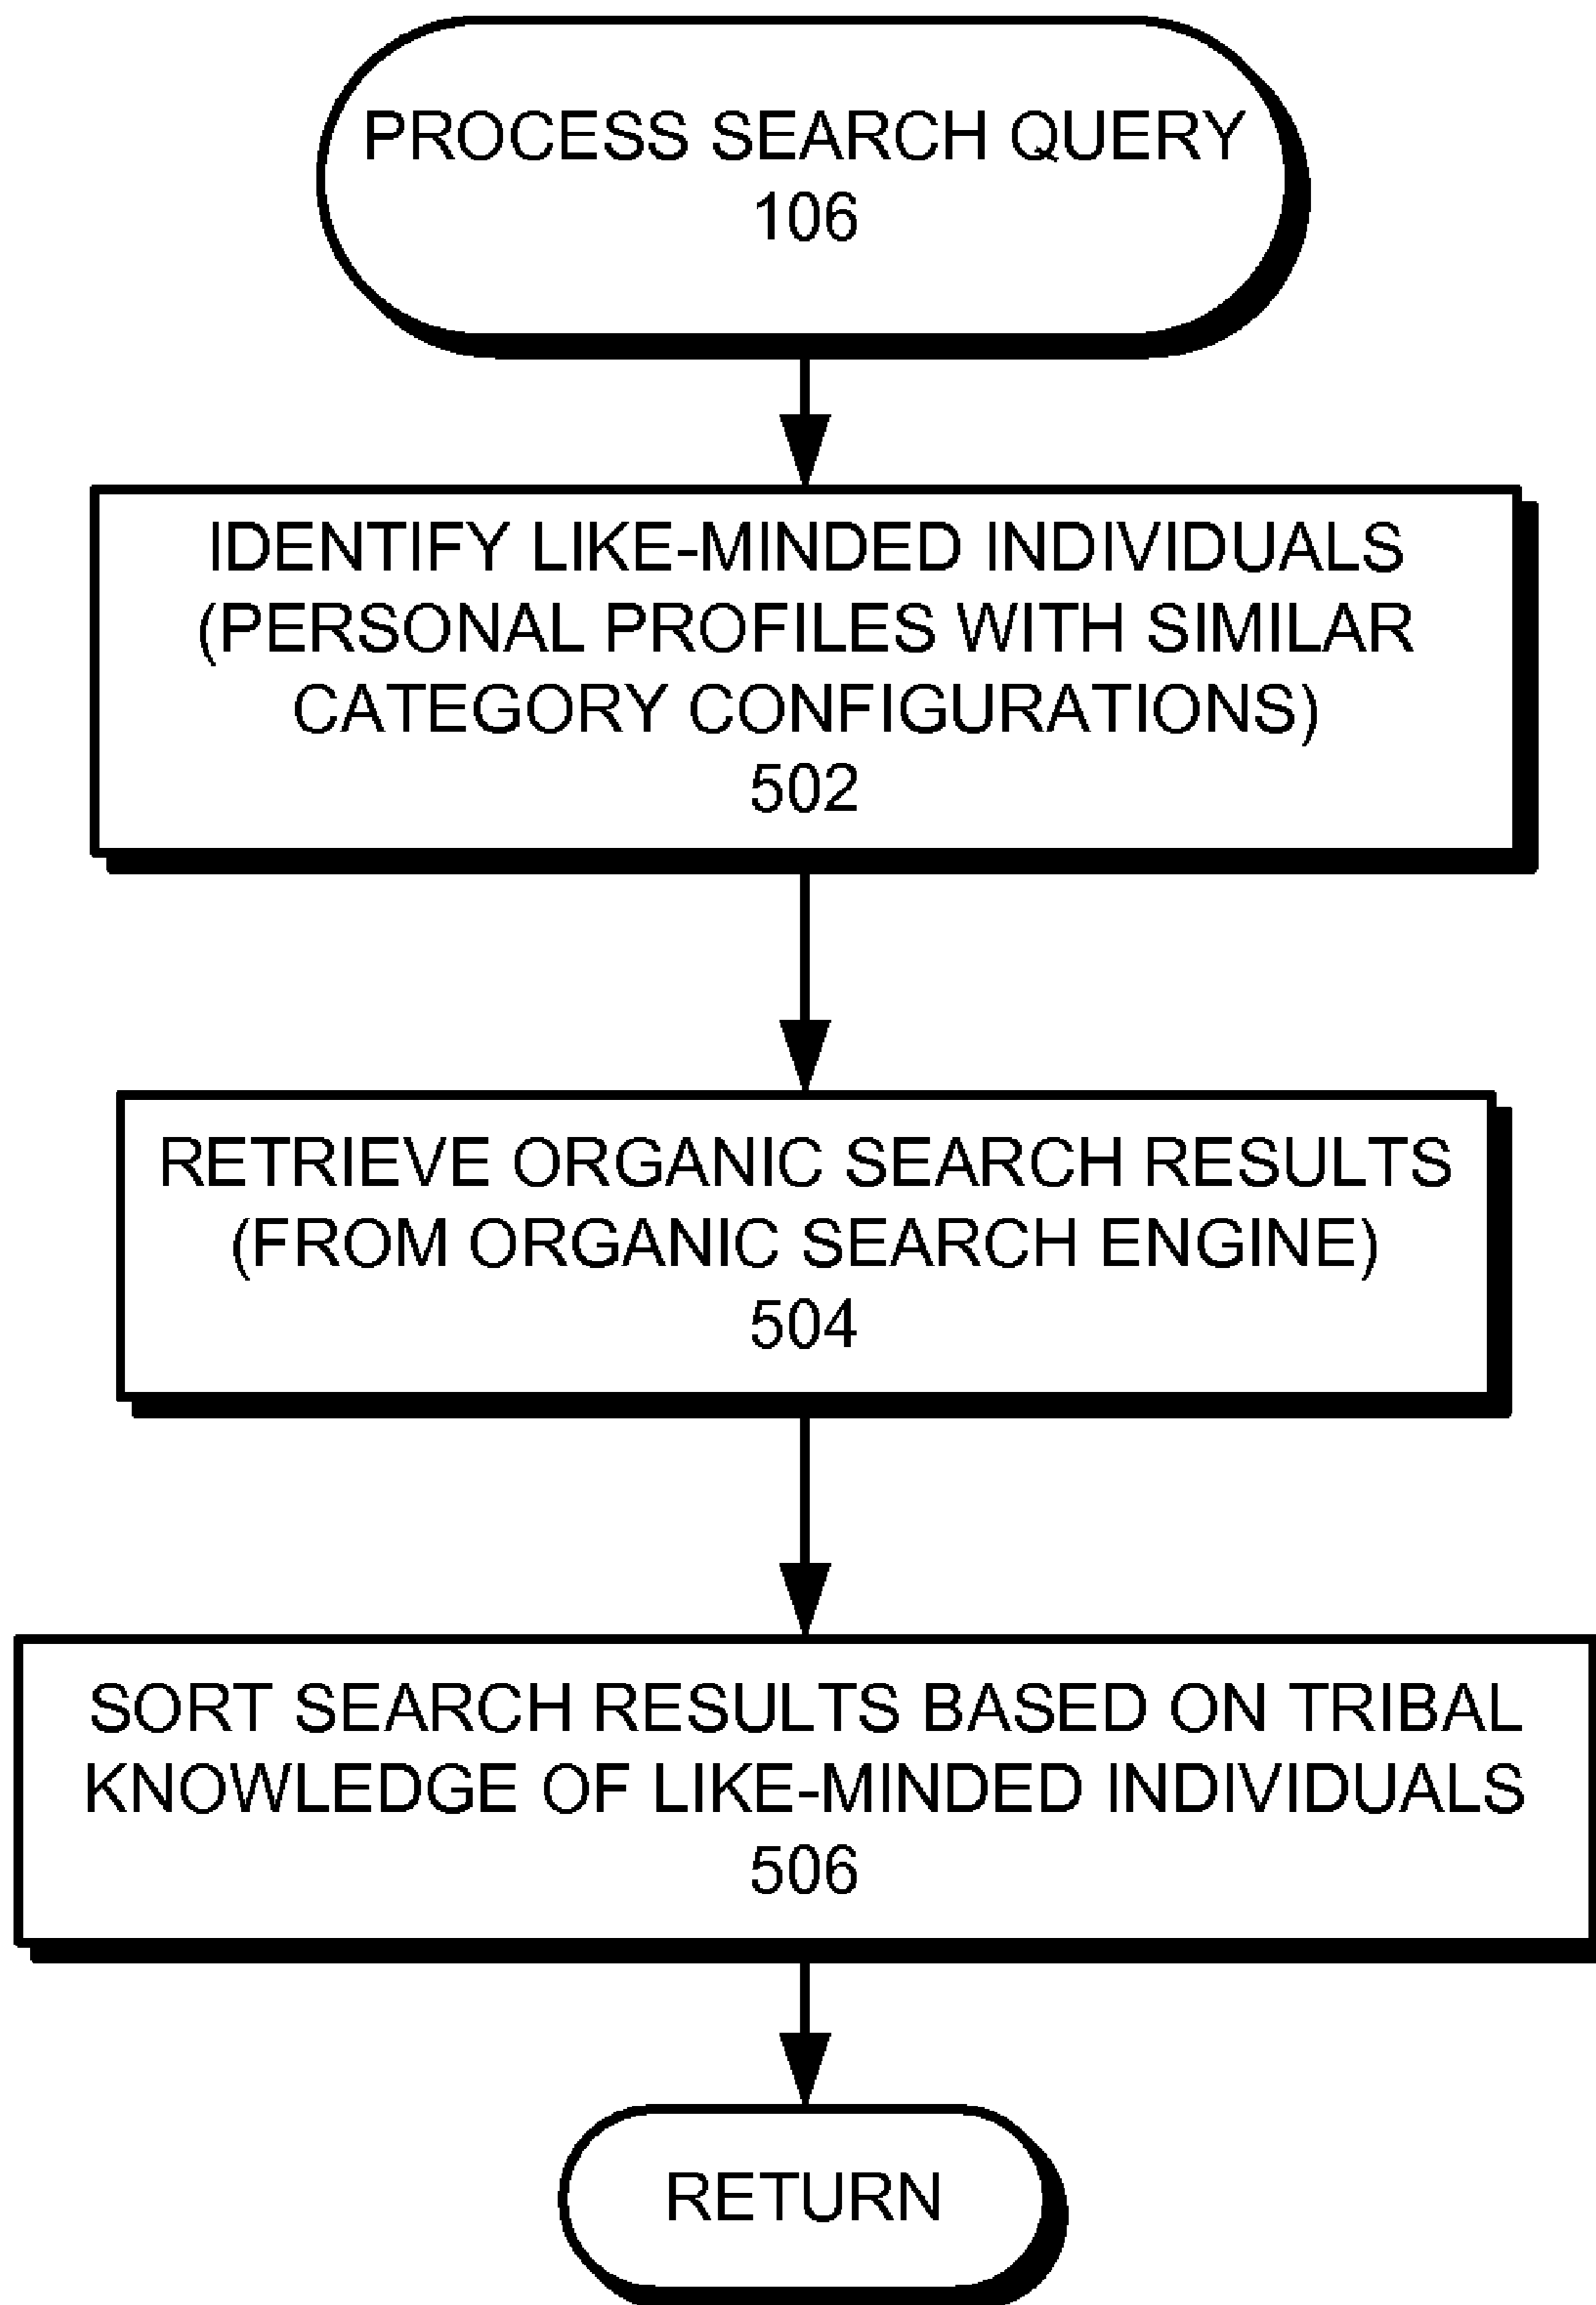 PROCESS SEARCH QUERY
106
IDENTIFY LIKE-MINDED INDIVIDUALS
(PERSONAL PROFILES WITH SIMILAR
CATEGORY CONFIGURATIONS)
502
RETRIEVE ORGANIC SEARCH RESULTS
(FROM ORGANIC SEARCH ENGINE)
504
SORT SEARCH RESULTS BASED ON TRIBAL
KNOWLEDGE OF LIKE-MINDED INDIVIDUALS
506
RETURN